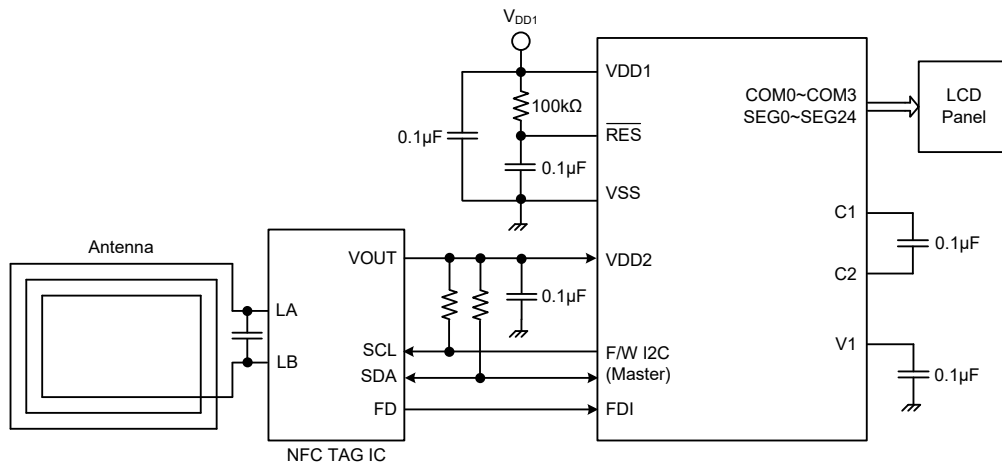 V_DD1
VDD1
100kΩ
0.1µF
R̅E̅S̅
0.1µF
VSS
COM0~COM3
SEG0~SEG24
LCD
Panel
C1
0.1µF
C2
V1
0.1µF
Antenna
VOUT
VDD2
0.1µF
LA
LB
SCL
SDA
FD
F/W I2C
(Master)
FDI
NFC TAG IC